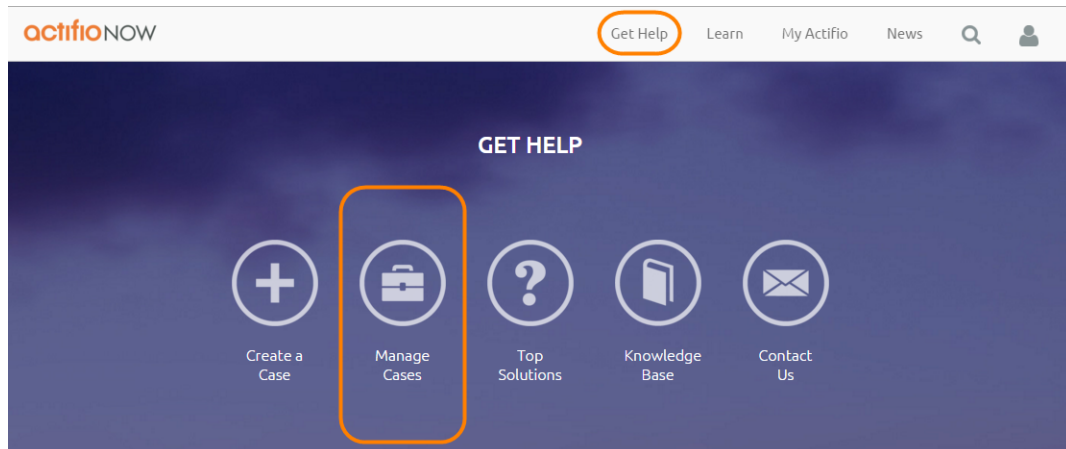 actifioNOW
Get Help
Learn
My Actifio
News
GET HELP
Create a
Case
Manage
Cases
Top
Solutions
Knowledge
Base
Contact
Us